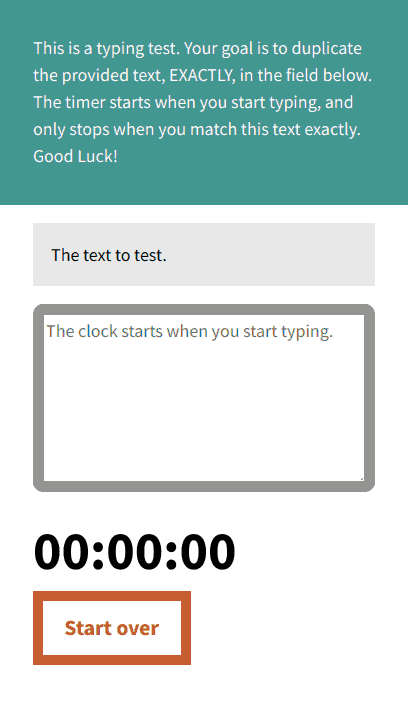 This is a typing test. Your goal is to duplicate
the provided text, EXACTLY, in the field below.
The timer starts when you start typing, and
only stops when you match this text exactly.
Good Luck!
The text to test.
The clock starts when you start typing.
00:00:00
Start over